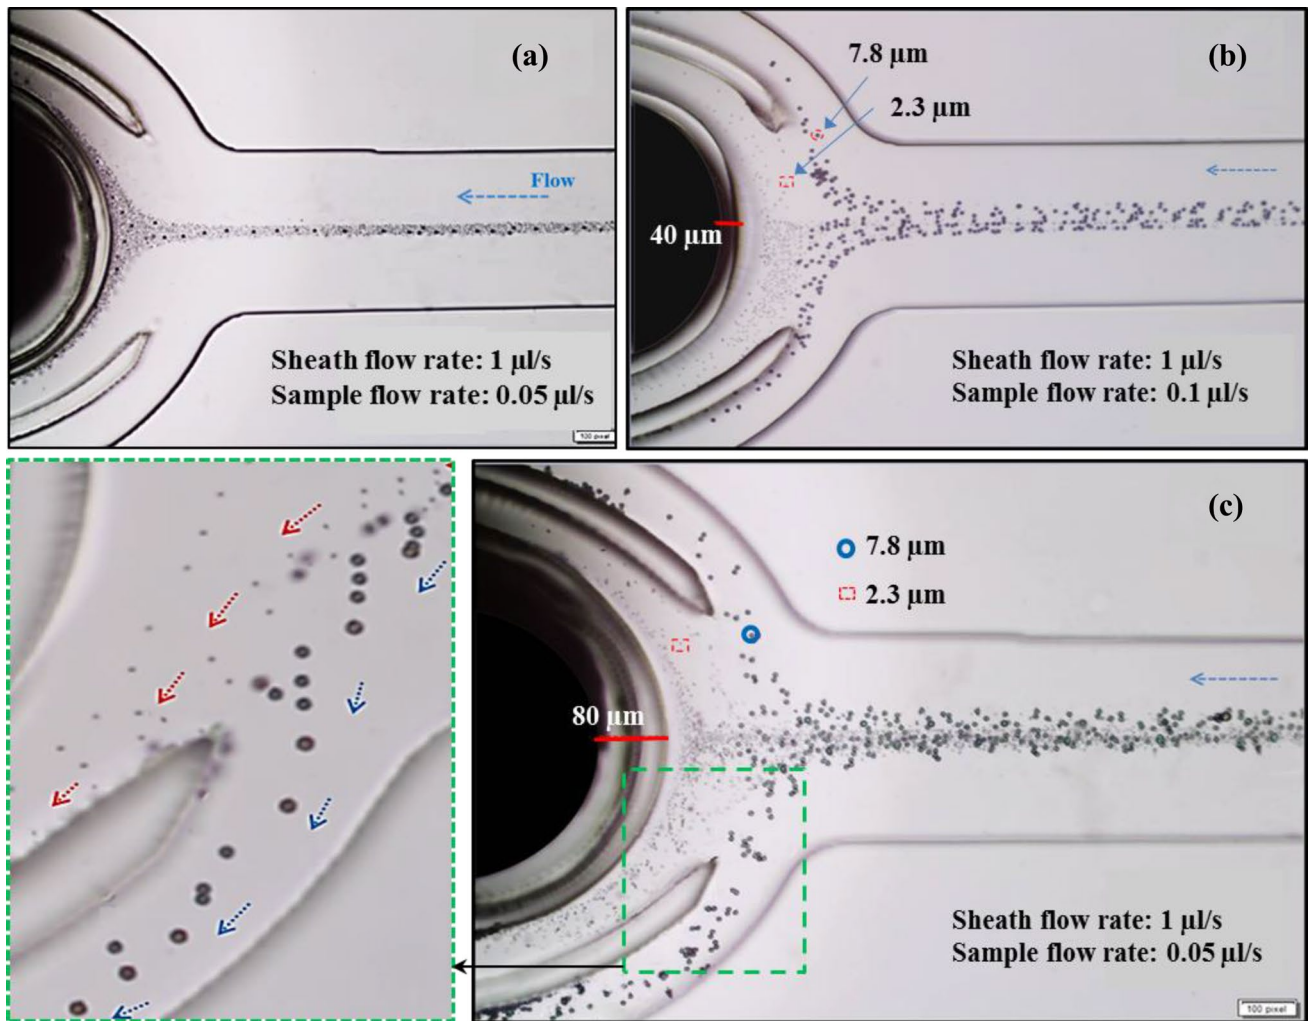 (a)
Flow
Sheath flow rate: 1 µl/s
Sample flow rate: 0.05 µl/s
100 pixel
(b)
7.8 µm
2.3 µm
40 µm
Sheath flow rate: 1 µl/s
Sample flow rate: 0.1 µl/s
(c)
7.8 µm
2.3 µm
80 µm
Sheath flow rate: 1 µl/s
Sample flow rate: 0.05 µl/s
100 pixel